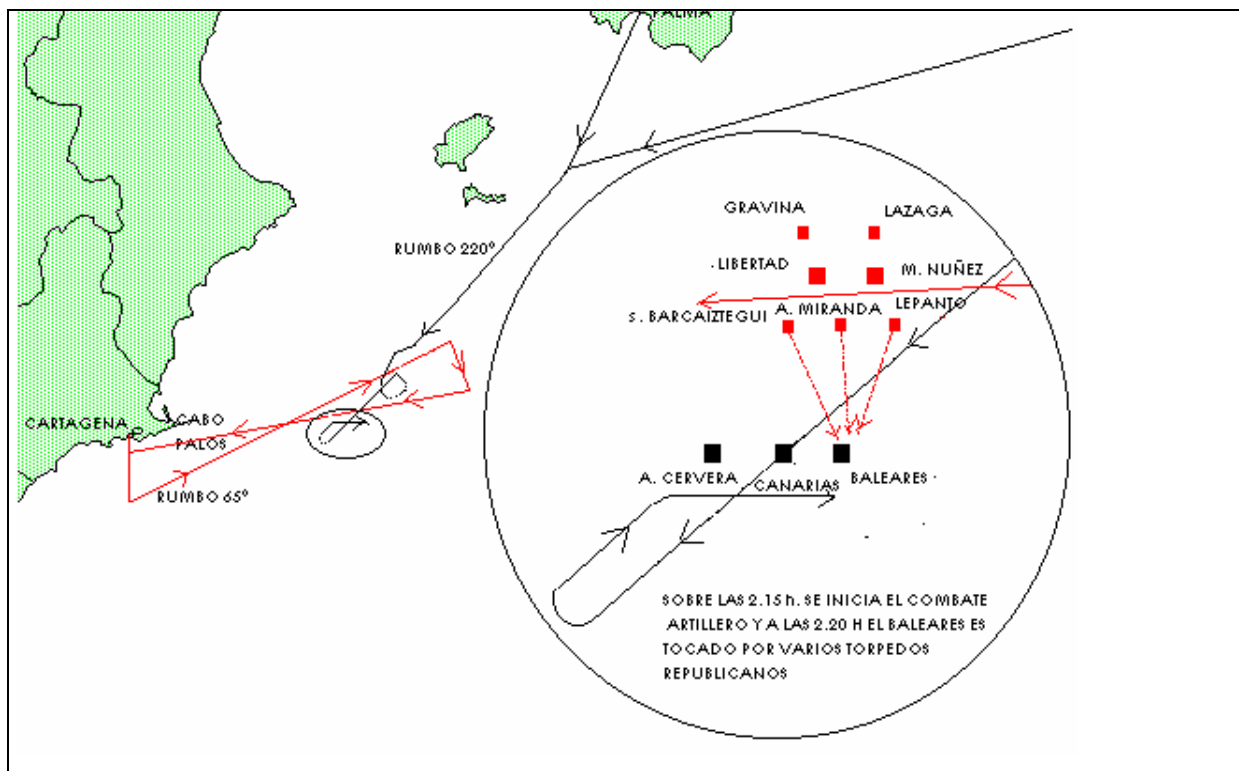 PALMA
GRAVINA
LAZAGA
RUMBO 220º
LIBERTAD
M. NUÑEZ
S. BARCAIZTEGUI
A. MIRANDA
LEPANTO
CARTAGENA
CABO
PALOS
RUMBO 65º
A. CERVERA
CANARIAS
BALEARES
SOBRE LAS 2.15 h. SE INICIA EL COMBATE
ARTILLERO Y A LAS 2.20 H EL BALEARES ES
TOCADO POR VARIOS TORPEDOS
REPUBLICANOS